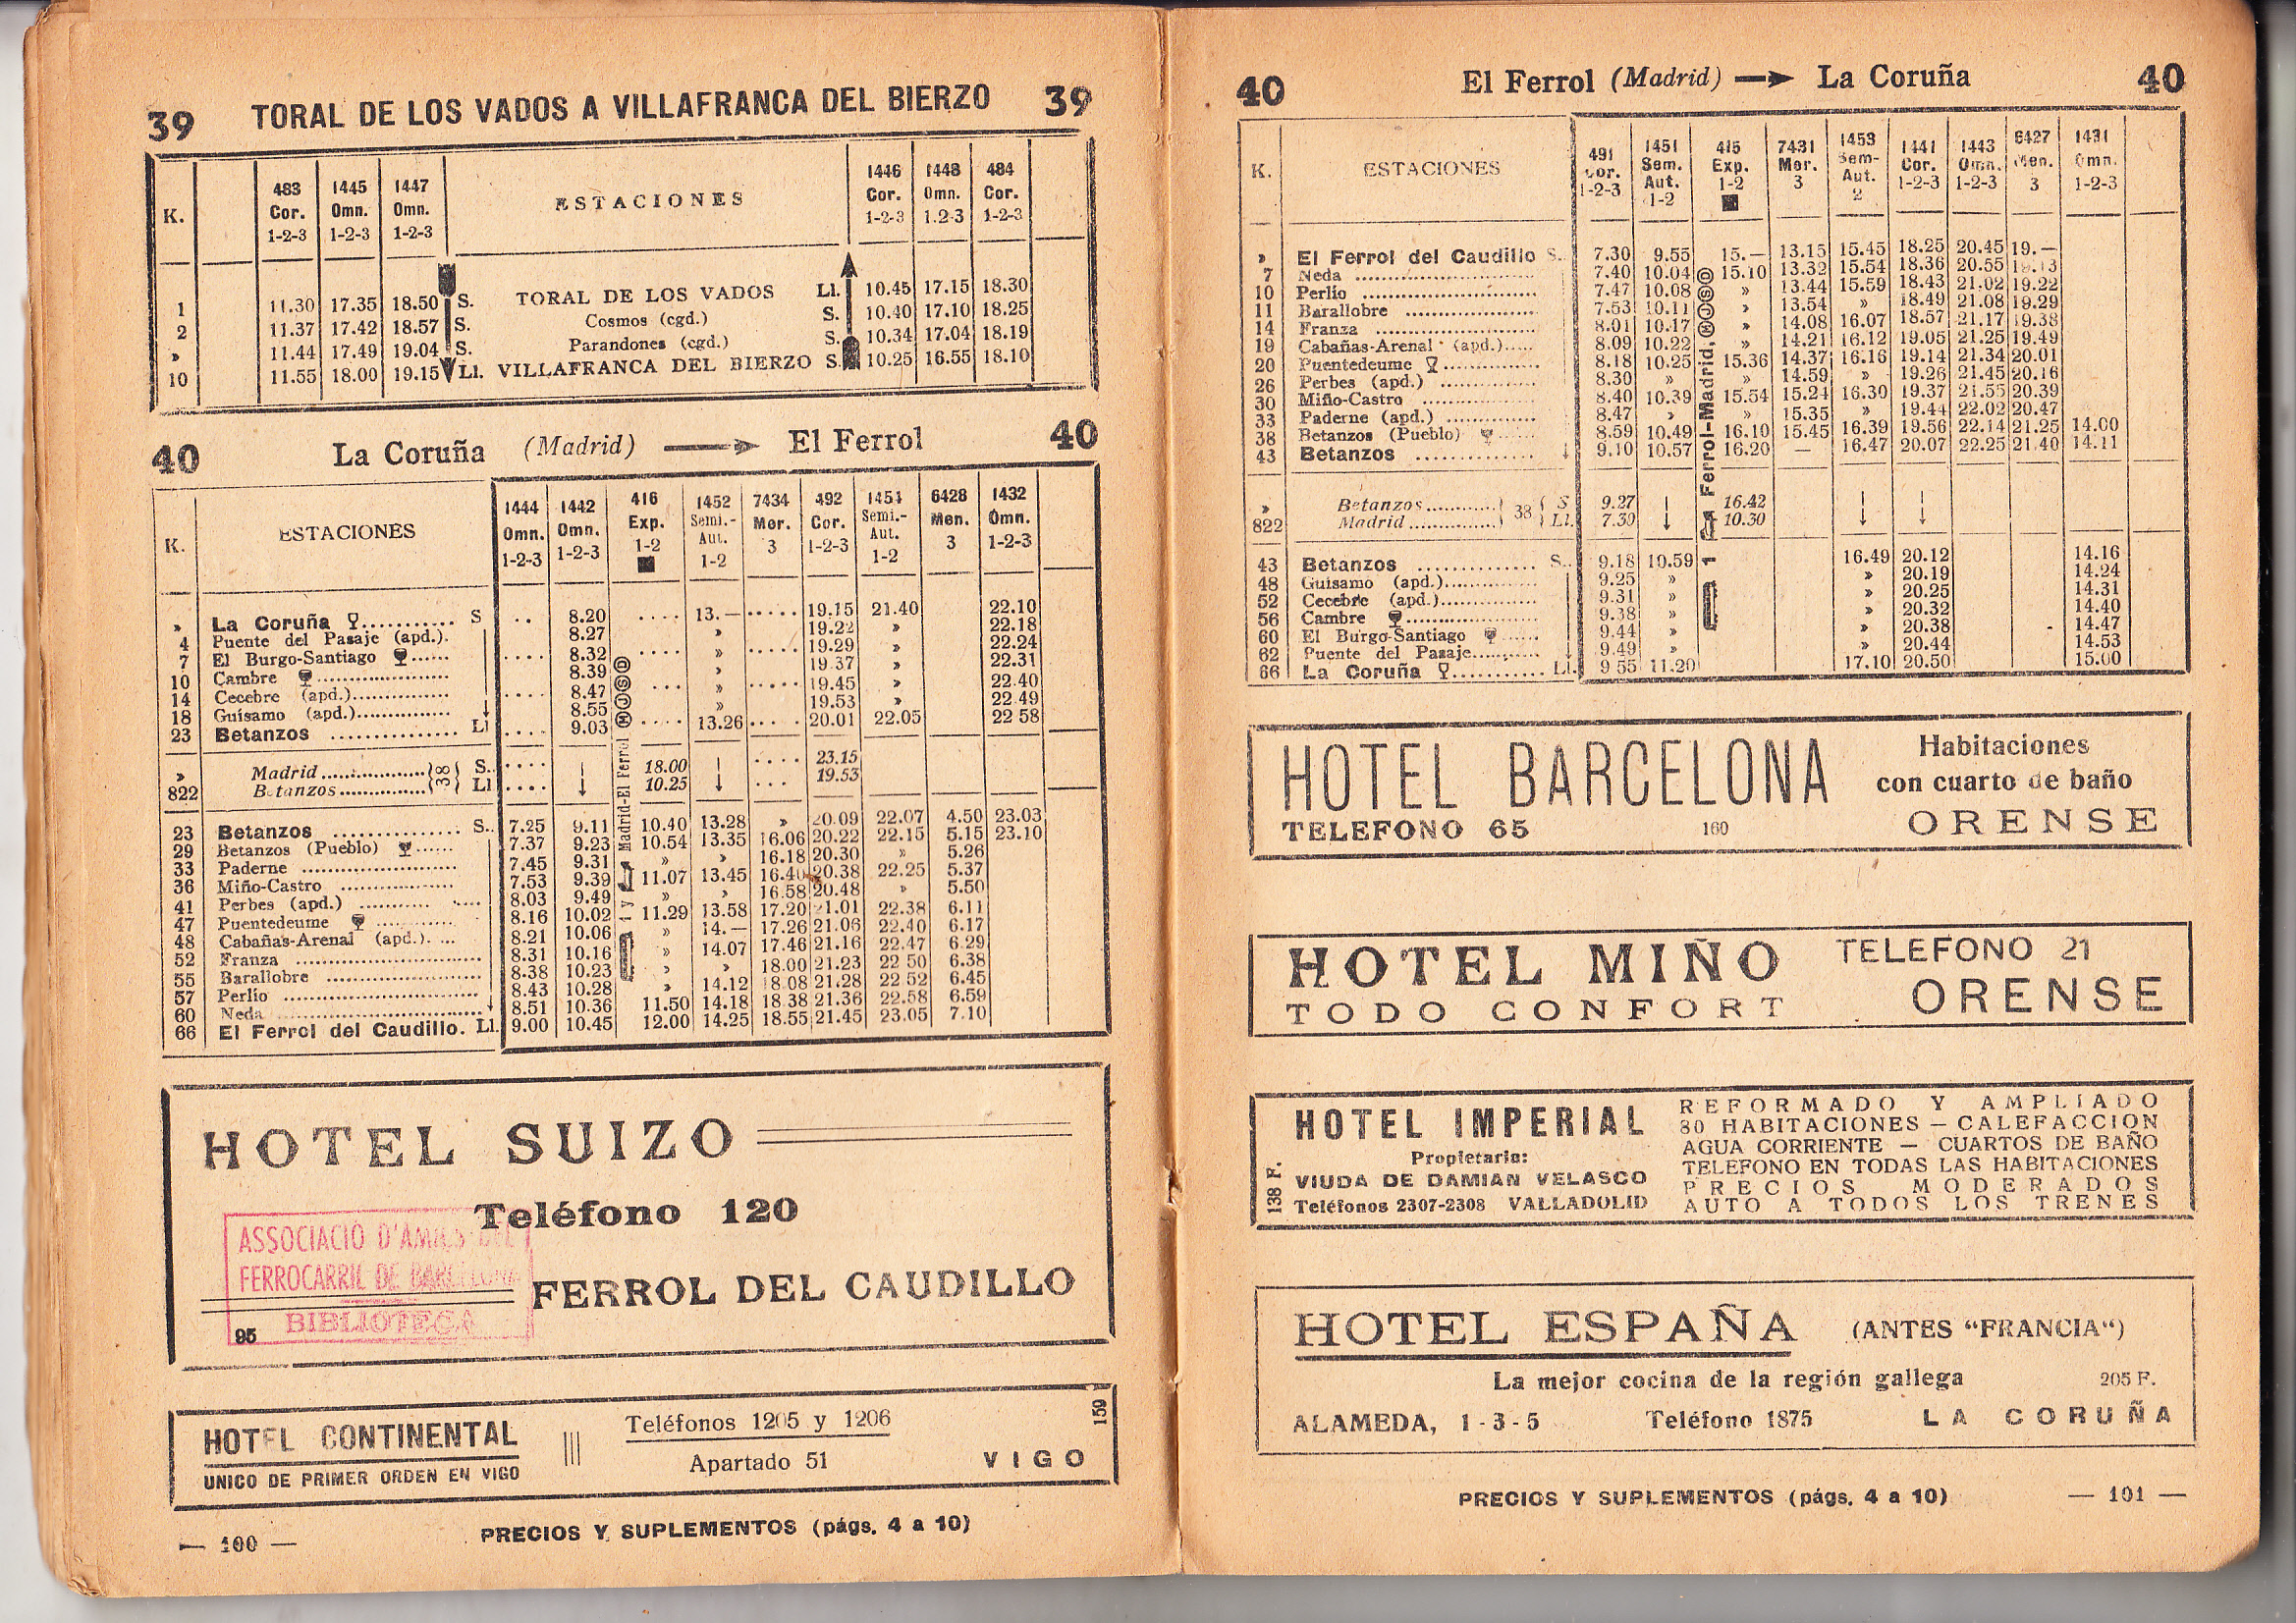 39 TORAL DE LOS VADOS A VILLAFRANCA DEL BIERZO 39
K. 483 Cor. 1-2-3 1445 Omn. 1-2-3 1447 Omn. 1-2-3 ESTACIONES 1446 Cor. 1-2-3 1448 Omn. 1.2-3 484 Cor. 1-2-3
1 11.30 17.35 18.50 S. TORAL DE LOS VADOS Ll. 10.45 17.15 18.30
2 11.37 17.42 18.57 S. Cosmos (cgd.) S. 10.40 17.10 18.25
» 11.44 17.49 19.04 S. Parandones (cgd.) S. 10.34 17.04 18.19
10 11.55 18.00 19.15 Ll. VILLAFRANCA DEL BIERZO S. 10.25 16.55 18.10
40 La Coruña (Madrid) → El Ferrol 40
K. ESTACIONES 1444 Omn. 1-2-3 1442 Omn. 1-2-3 416 Exp. 1-2 ■ 1452 Semi.-Aut. 1-2 7434 Mer. 3 492 Cor. 1-2-3 1454 Semi.-Aut. 1-2 6428 Men. 3 1432 Omn. 1-2-3
» La Coruña S 8.20 13.— 19.15 21.40 22.10
4 Puente del Pasaje (apd.). 8.27 » 19.22 » 22.18
7 El Burgo-Santiago 8.32 » 19.29 » 22.24
10 Cambre 8.39 » 19.37 » 22.31
14 Cecebre (apd.) 8.47 » 19.45 » 22.40
18 Guísamo (apd.) 8.55 » 19.53 » 22.49
23 Betanzos Ll 9.03 13.26 20.01 22.05 22 58
» Madrid 38 S.. 18.00 23.15
822 Betanzos Ll 10.25 19.53
23 Betanzos S.. 7.25 9.11 10.40 13.28 » 20.09 22.07 4.50 23.03
29 Betanzos (Pueblo) 7.37 9.23 10.54 13.35 16.06 20.22 22.15 5.15 23.10
33 Paderne 7.45 9.31 » » 16.18 20.30 » 5.26
36 Miño-Castro 7.53 9.39 11.07 13.45 16.40 20.38 22.25 5.37
41 Perbes (apd.) 8.03 9.49 » » 16.58 20.48 » 5.50
47 Puentedeume 8.16 10.02 11.29 13.58 17.20 21.01 22.38 6.11
48 Cabañas-Arenal (apd.). 8.21 10.06 » 14.— 17.26 21.06 22.40 6.17
52 Franza 8.31 10.16 » 14.07 17.46 21.16 22.47 6.29
55 Barallobre 8.38 10.23 » » 18.00 21.23 22 50 6.38
57 Perlío 8.43 10.28 » 14.12 18.08 21.28 22 52 6.45
60 Neda 8.51 10.36 11.50 14.18 18.38 21.36 22.58 6.59
66 El Ferrol del Caudillo. Ll. 9.00 10.45 12.00 14.25 18.55 21.45 23.05 7.10
1 y Madrid-El Ferrol ⓂⒿⓈⒹ
HOTEL SUIZO
Teléfono 120
FERROL DEL CAUDILLO
95
ASSOCIACIO D'AMICS DEL
FERROCARRIL DE BARCELONA
BIBLIOTECA
HOTEL CONTINENTAL
UNICO DE PRIMER ORDEN EN VIGO
Teléfonos 1205 y 1206
Apartado 51
VIGO
159
— 100 — PRECIOS Y SUPLEMENTOS (págs. 4 a 10)
40 El Ferrol (Madrid) → La Coruña 40
K. ESTACIONES 491 Cor. 1-2-3 1451 Sem. Aut. 1-2 415 Exp. 1-2 ■ 7431 Mer. 3 1453 Sem-Aut. 2 1441 Cor. 1-2-3 1443 Omn. 1-2-3 6427 Men. 3 1431 Omn. 1-2-3
» El Ferrol del Caudillo S.. 7.30 9.55 15.— 13.15 15.45 18.25 20.45 19.—
7 Neda 7.40 10.04 15.10 13.32 15.54 18.36 20.55 19.13
10 Perlío 7.47 10.08 » 13.44 15.59 18.43 21.02 19.22
11 Barallobre 7.53 10.11 » 13.54 » 18.49 21.08 19.29
14 Franza 8.01 10.17 » 14.08 16.07 18.57 21.17 19.38
19 Cabañas-Arenal (apd.) 8.09 10.22 » 14.21 16.12 19.05 21.25 19.49
20 Puentedeume 8.18 10.25 15.36 14.37 16.16 19.14 21.34 20.01
26 Perbes (apd.) 8.30 » » 14.59 » 19.26 21.45 20.16
30 Miño-Castro 8.40 10.39 15.54 15.24 16.30 19.37 21.55 20.39
33 Paderne (apd.) 8.47 » » 15.35 » 19.44 22.02 20.47
38 Betanzos (Pueblo) 8.59 10.49 16.10 15.45 16.39 19.56 22.14 21.25 14.00
43 Betanzos 9.10 10.57 16.20 — 16.47 20.07 22.25 21.40 14.11
» Betanzos 38 S 9.27 16.42
822 Madrid Ll. 7.30 10.30
43 Betanzos S.. 9.18 10.59 16.49 20.12 14.16
48 Guísamo (apd.) 9.25 » » 20.19 14.24
52 Cecebre (apd.) 9.31 » » 20.25 14.31
56 Cambre 9.38 » » 20.32 14.40
60 El Burgo-Santiago 9.44 » » 20.38 14.47
62 Puente del Pasaje 9.49 » » 20.44 14.53
66 La Coruña Ll. 9 55 11.20 17.10 20.50 15.00
Ferrol-Madrid, ⓂⒿⓈⒹ
HOTEL BARCELONA
TELEFONO 65
160
Habitaciones
con cuarto de baño
ORENSE
HOTEL MIÑO TELEFONO 21
TODO CONFORT ORENSE
HOTEL IMPERIAL
Propietaria:
VIUDA DE DAMIAN VELASCO
Teléfonos 2307-2308 VALLADOLID
138 F.
REFORMADO Y AMPLIADO
80 HABITACIONES — CALEFACCION
AGUA CORRIENTE — CUARTOS DE BAÑO
TELEFONO EN TODAS LAS HABITACIONES
PRECIOS MODERADOS
AUTO A TODOS LOS TRENES
HOTEL ESPAÑA (ANTES “FRANCIA“)
La mejor cocina de la región gallega 205 F.
ALAMEDA, 1-3-5 Teléfono 1875 LA CORUÑA
PRECIOS Y SUPLEMENTOS (págs. 4 a 10) — 101 —